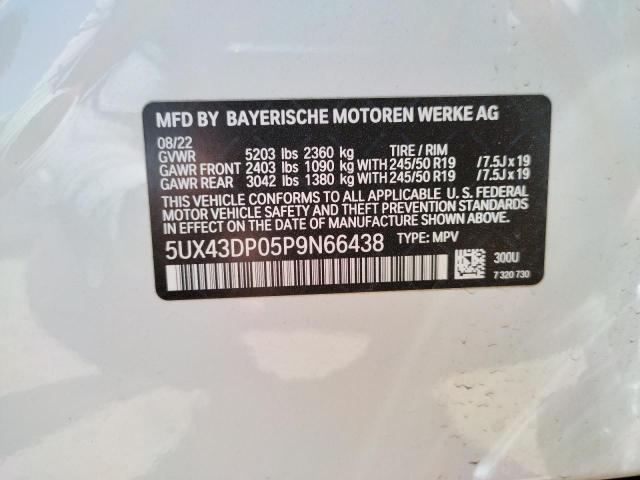 MFD BY BAYERISCHE MOTOREN WERKE AG
08/22
GVWR 5203 lbs 2360 kg TIRE / RIM
GAWR FRONT 2403 lbs 1090 kg WITH 245/50 R19 /7.5J x 19
GAWR REAR 3042 lbs 1380 kg WITH 245/50 R19 /7.5J x 19
THIS VEHICLE CONFORMS TO ALL APPLICABLE U. S. FEDERAL
MOTOR VEHICLE SAFETY AND THEFT PREVENTION STANDARDS
IN EFFECT ON THE DATE OF MANUFACTURE SHOWN ABOVE.
5UX43DP05P9N66438 TYPE: MPV
300U
7 320 730